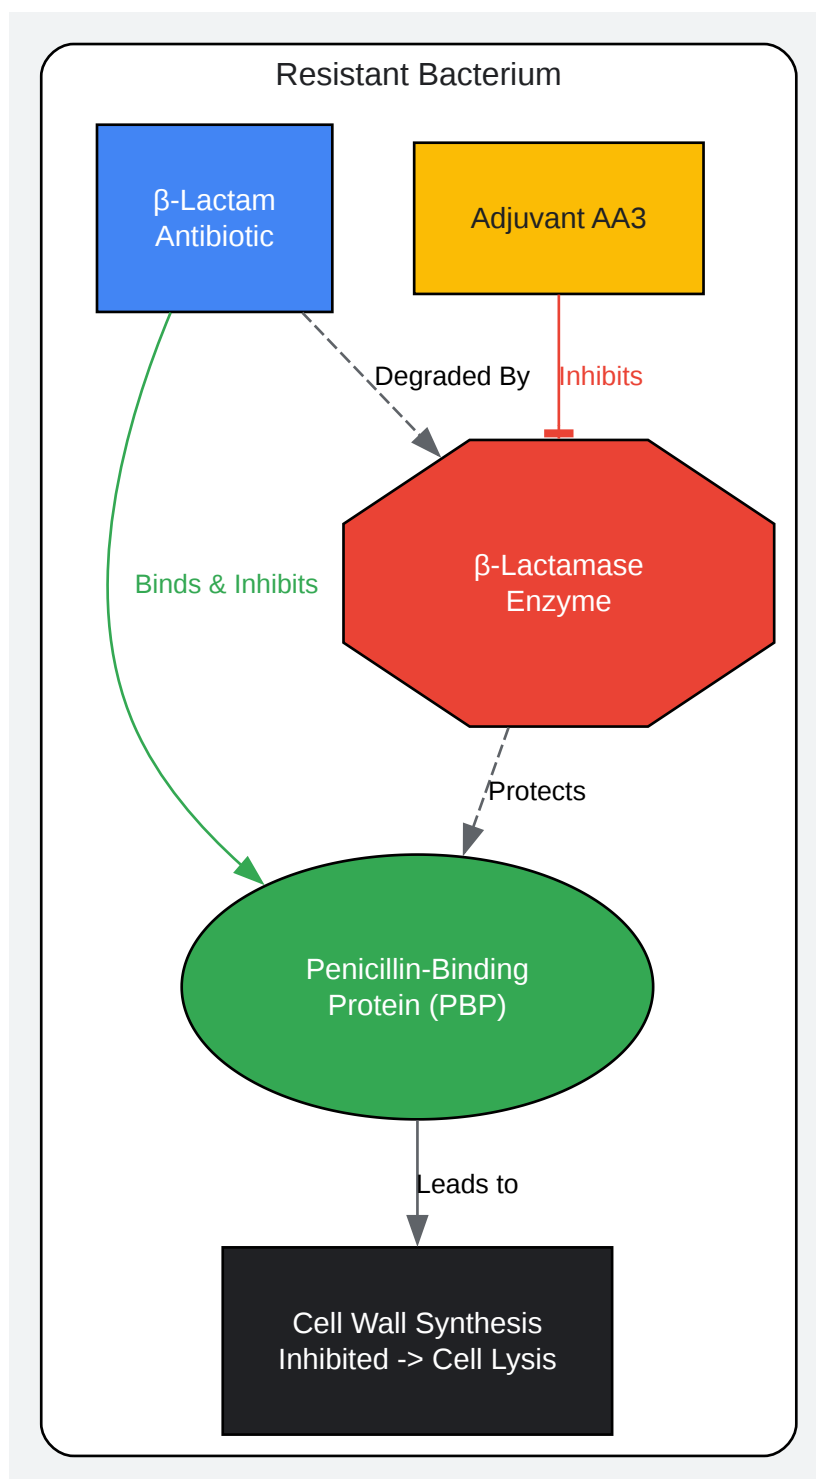 Resistant Bacterium
β-Lactam
Antibiotic
Adjuvant AA3
Degraded By
Inhibits
β-Lactamase
Enzyme
Binds & Inhibits
Protects
Penicillin-Binding
Protein (PBP)
Leads to
Cell Wall Synthesis
Inhibited -> Cell Lysis